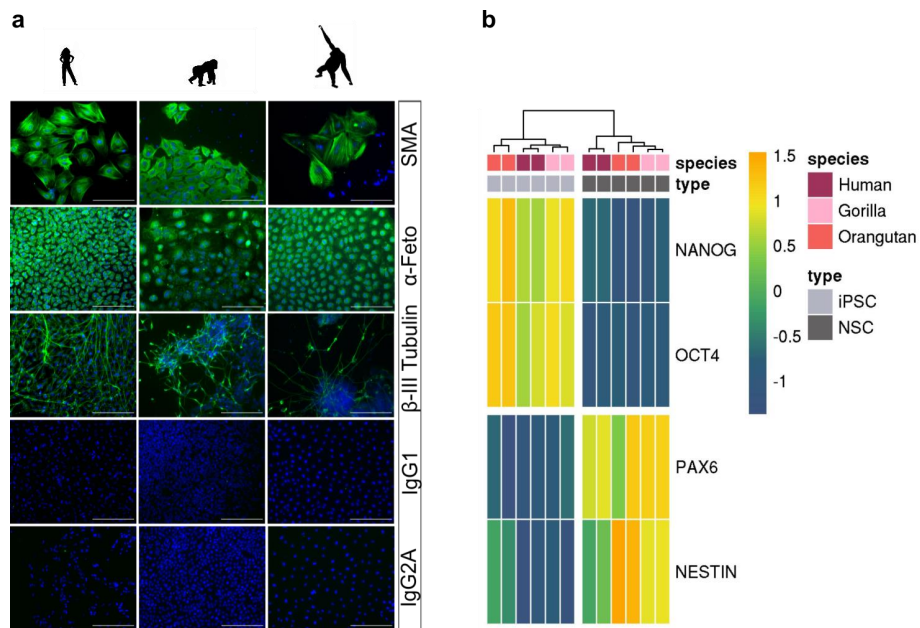 a
SMA
α-Feto
β-III Tubulin
IgG1
IgG2A
b
species
type
NANOG
OCT4
PAX6
NESTIN
1.5
1
0.5
0
-0.5
-1
species
Human
Gorilla
Orangutan
type
iPSC
NSC